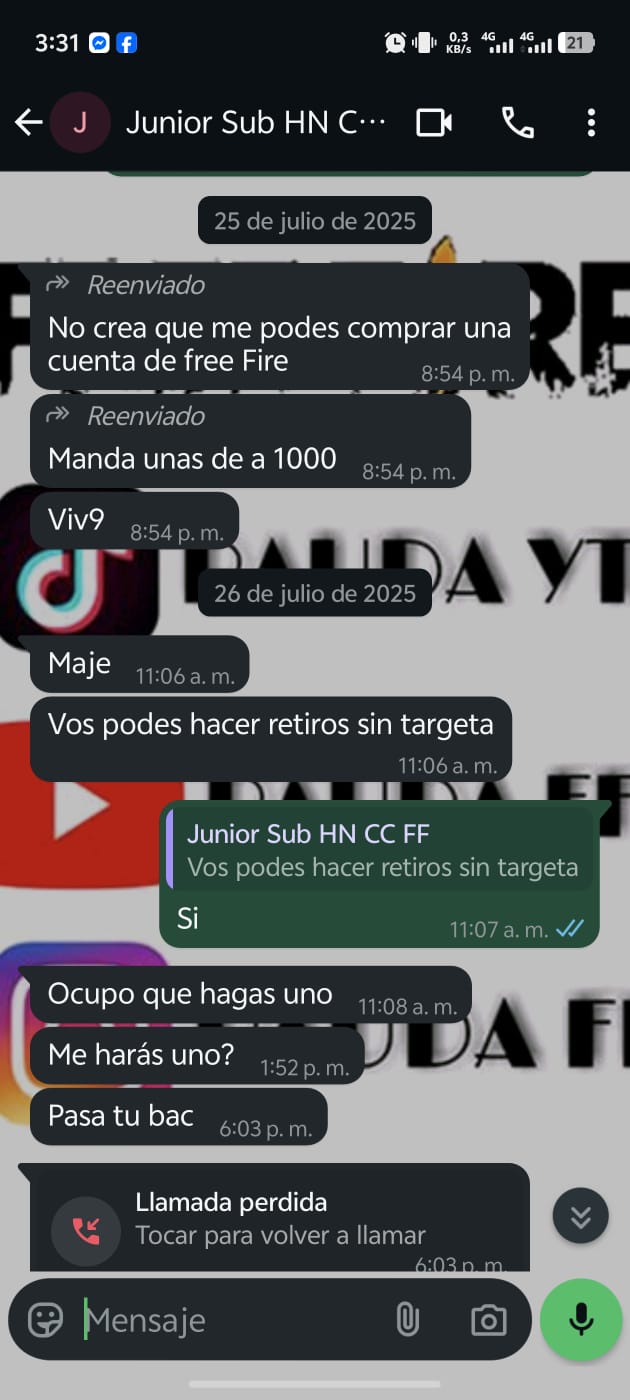 3:31
0,3
KB/s
4G
4G
21
J
Junior Sub HN C...
25 de julio de 2025
Reenviado
No crea que me podes comprar una
cuenta de free Fire
8:54 p. m.
Reenviado
Manda unas de a 1000 8:54 p. m.
Viv9 8:54 p. m.
26 de julio de 2025
YT
Maje 11:06 a. m.
Vos podes hacer retiros sin targeta
11:06 a. m.
Junior Sub HN CC FF
Vos podes hacer retiros sin targeta
Si 11:07 a. m.
Ocupo que hagas uno 11:08 a. m.
Me harás uno? 1:52 p. m.
Pasa tu bac 6:03 p. m.
Llamada perdida
Tocar para volver a llamar
6:03 p. m.
Mensaje